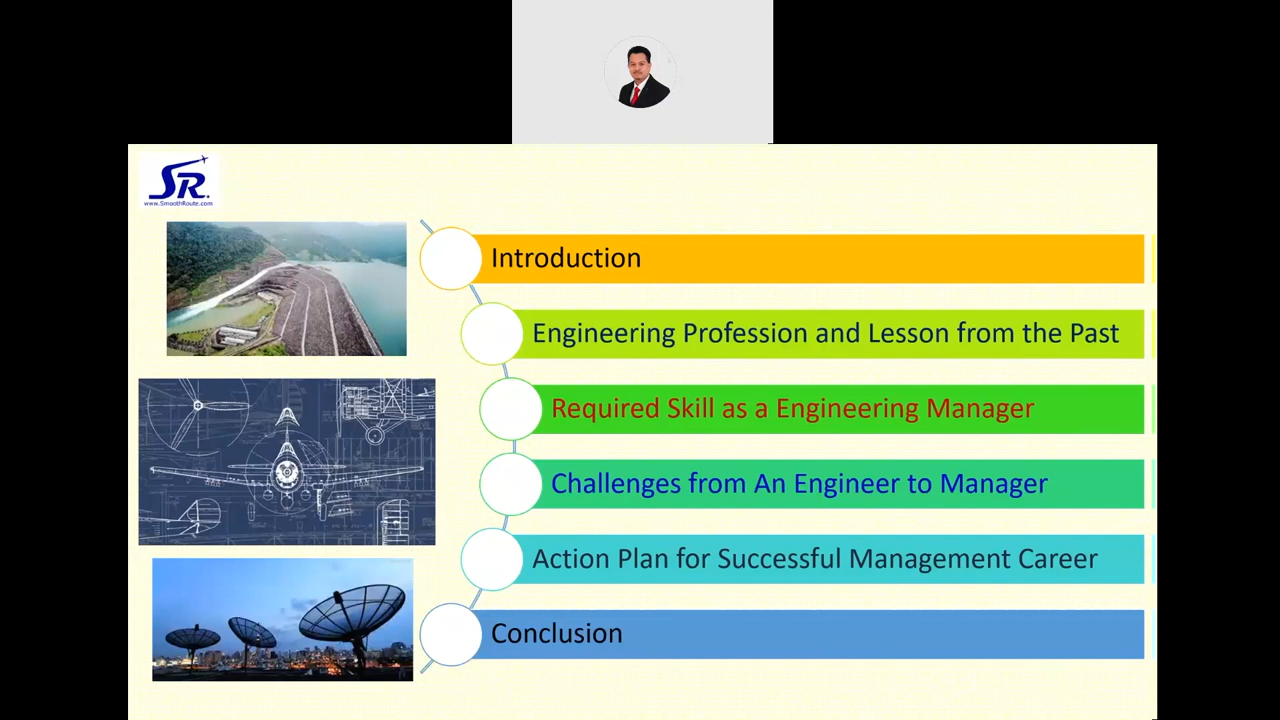 SR.
www.SmoothRoute.com
Introduction
Engineering Profession and Lesson from the Past
Required Skill as a Engineering Manager
Challenges from An Engineer to Manager
Action Plan for Successful Management Career
Conclusion